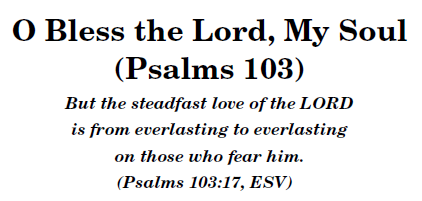 O Bless the Lord, My Soul
(Psalms 103)
But the steadfast love of the LORD
is from everlasting to everlasting
on those who fear him.
(Psalms 103:17, ESV)